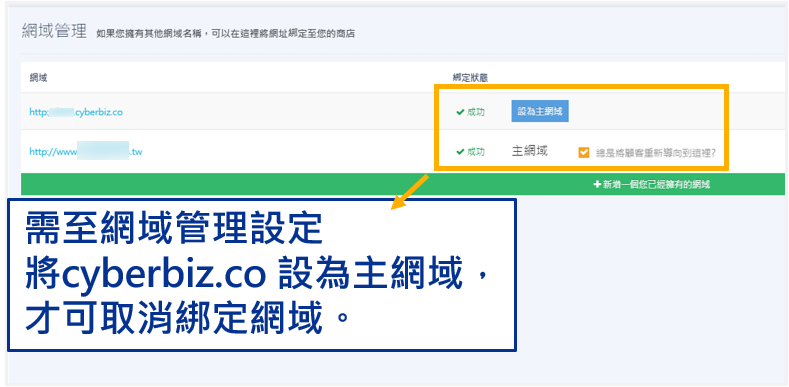 網域管理 如果您擁有其他網域名稱，可以在這裡將網址綁定至您的商店
網域 綁定狀態
http: .cyberbiz.co ✔成功 設為主網域
http://www .tw ✔成功 主網域 總是將顧客重新導向到這裡?
+新增一個您已經擁有的網域
需至網域管理設定
將cyberbiz.co 設為主網域，
才可取消綁定網域。